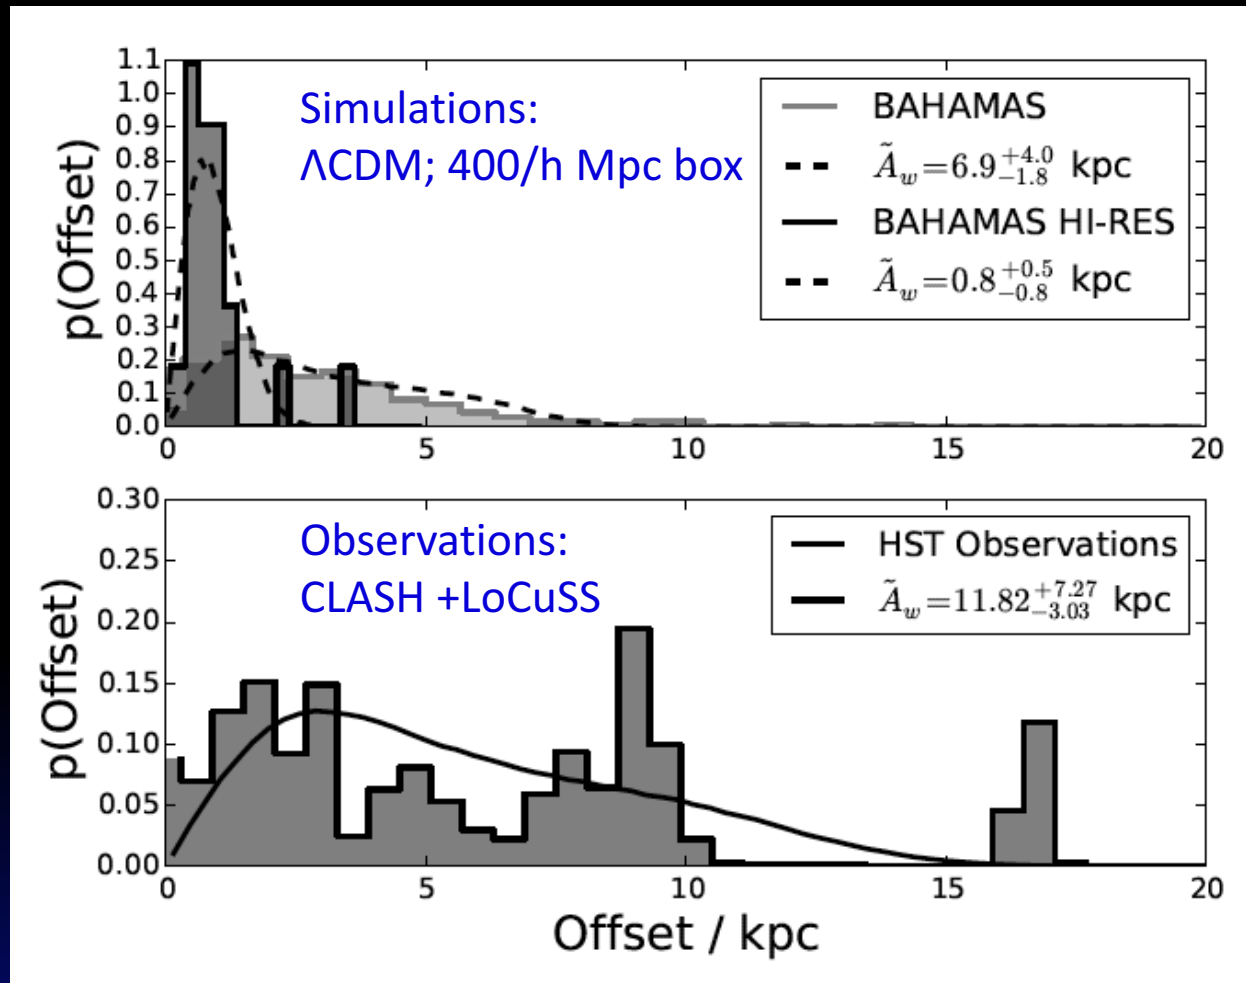 Simulations:
ΛCDM; 400/h Mpc box
BAHAMAS
Ã_w=6.9^{+4.0}_{-1.8} kpc
BAHAMAS HI-RES
Ã_w=0.8^{+0.5}_{-0.8} kpc
p(Offset)
1.1
1.0
0.9
0.8
0.7
0.6
0.5
0.4
0.3
0.2
0.1
0.0
0 5 10 15 20
Observations:
CLASH +LoCuSS
HST Observations
Ã_w=11.82^{+7.27}_{-3.03} kpc
p(Offset)
0.30
0.25
0.20
0.15
0.10
0.05
0.00
0 5 10 15 20
Offset / kpc